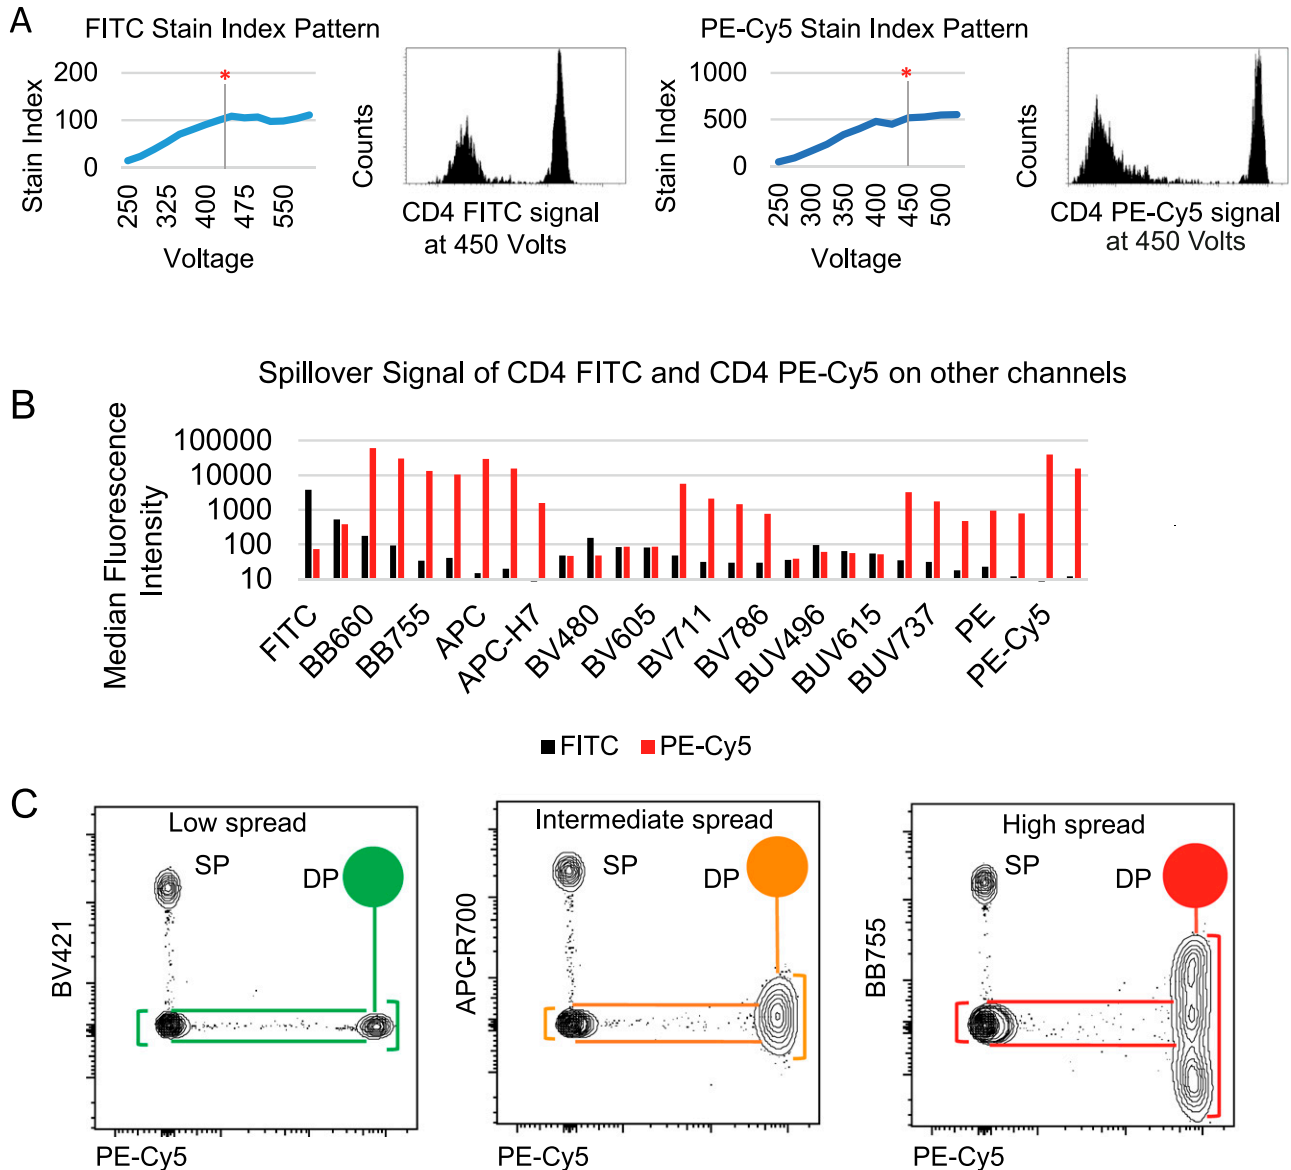 A
FITC Stain Index Pattern
Stain Index
200
100
0
*
250
325
400
475
550
Voltage
Counts
CD4 FITC signal
at 450 Volts
PE-Cy5 Stain Index Pattern
Stain Index
1000
500
0
*
250
300
350
400
450
500
Voltage
Counts
CD4 PE-Cy5 signal
at 450 Volts
B
Spillover Signal of CD4 FITC and CD4 PE-Cy5 on other channels
Median Fluorescence
Intensity
100000
10000
1000
100
10
FITC
BB660
BB755
APC
APC-H7
BV480
BV605
BV711
BV786
BUV496
BUV615
BUV737
PE
PE-Cy5
FITC
PE-Cy5
C
Low spread
SP
DP
BV421
PE-Cy5
Intermediate spread
SP
DP
APC-R700
PE-Cy5
High spread
SP
DP
BB755
PE-Cy5